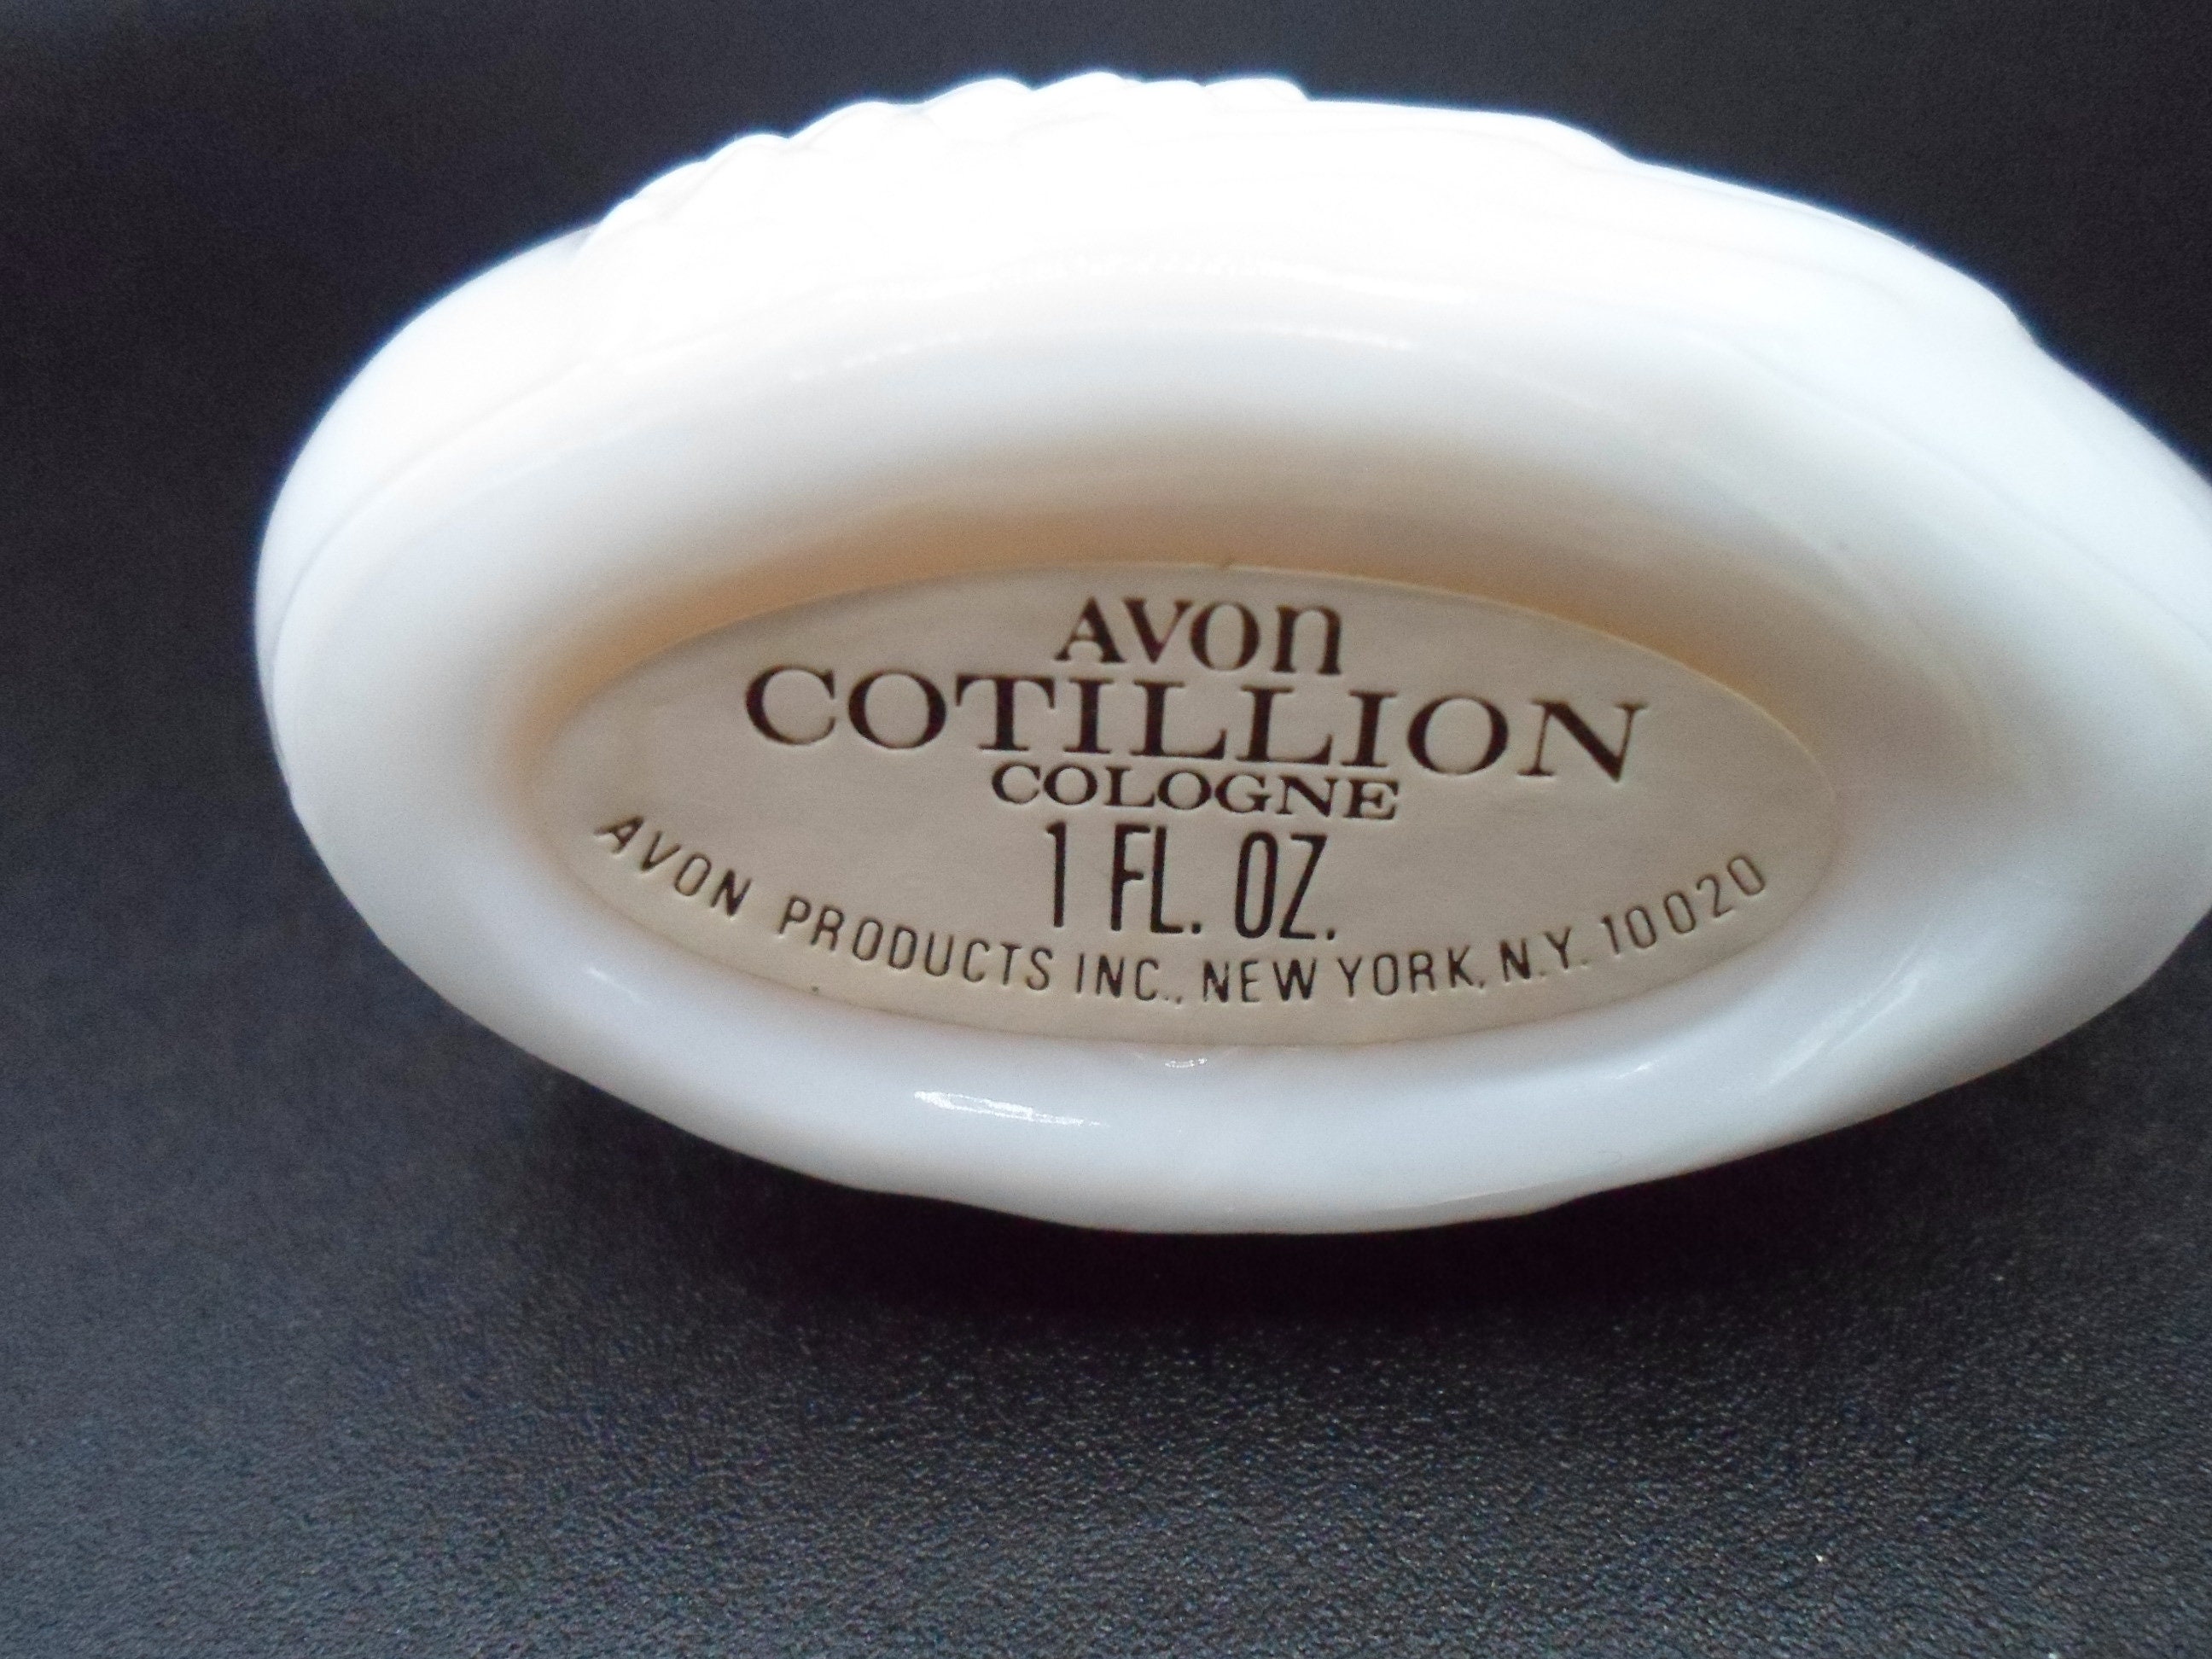 AVON
COTILLION
COLOGNE
1 FL. OZ.
AVON PRODUCTS INC., NEW YORK, N.Y. 10020